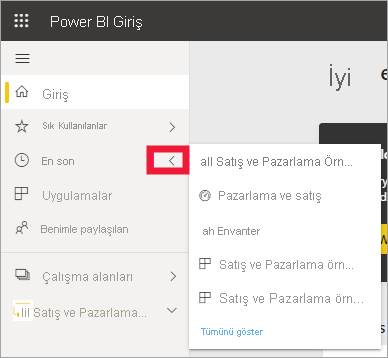 Power BI Giriş
Giriş
Sık Kullanılanlar
En son
Uygulamalar
Benimle paylaşılan
Çalışma alanları
lil Satış ve Pazarlama...
İyi e
all Satış ve Pazarlama Örn...
Pazarlama ve satış
ah Envanter
Satış ve Pazarlama örn...
Satış ve Pazarlama örn...
Tümünü göster